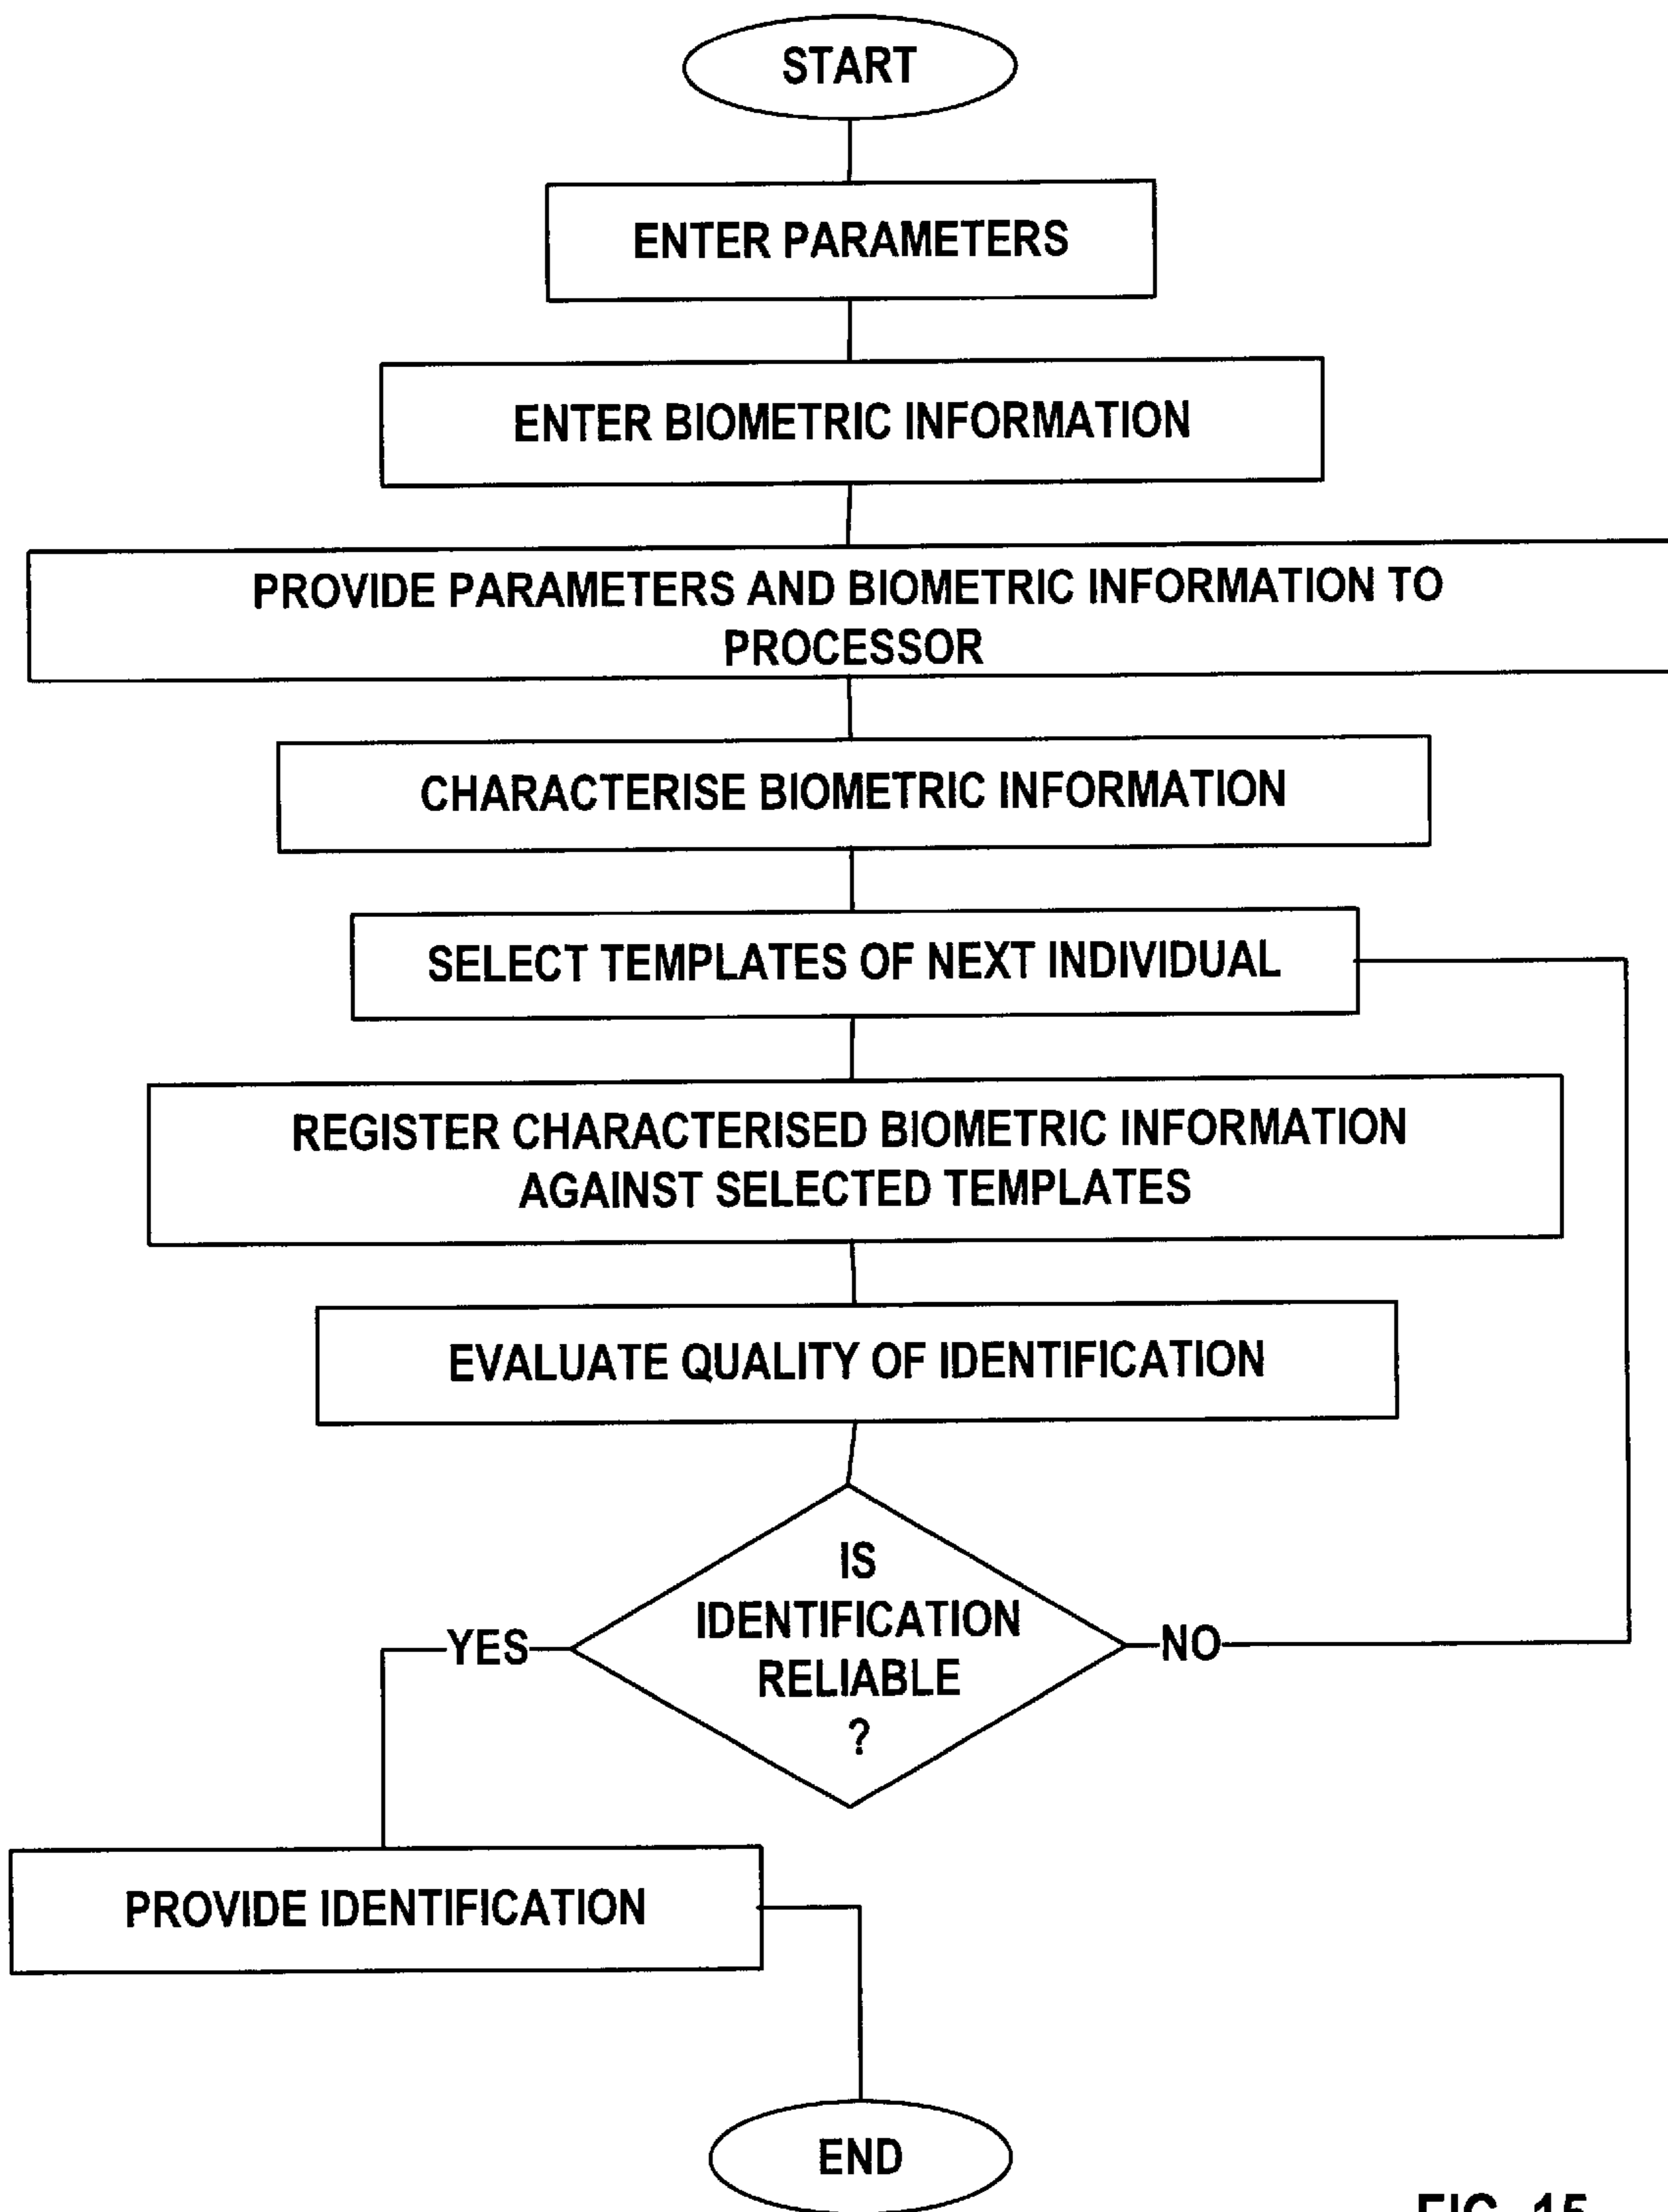 START
ENTER PARAMETERS
ENTER BIOMETRIC INFORMATION
PROVIDE PARAMETERS AND BIOMETRIC INFORMATION TO
PROCESSOR
CHARACTERISE BIOMETRIC INFORMATION
SELECT TEMPLATES OF NEXT INDIVIDUAL
REGISTER CHARACTERISED BIOMETRIC INFORMATION
AGAINST SELECTED TEMPLATES
EVALUATE QUALITY OF IDENTIFICATION
IS
IDENTIFICATION
RELIABLE
?
YES
NO
PROVIDE IDENTIFICATION
END
FIG. 15